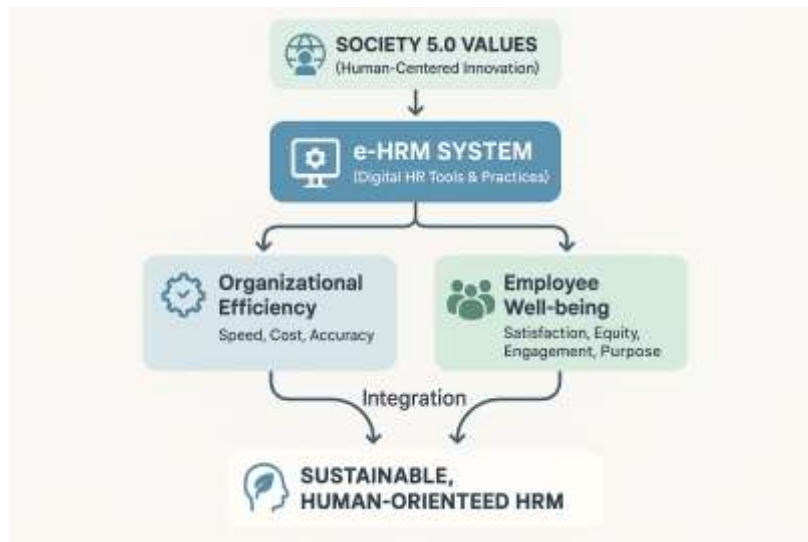 SOCIETY 5.0 VALUES
(Human-Centered Innovation)
e-HRM SYSTEM
(Digital HR Tools & Practices)
Organizational
Efficiency
Speed, Cost, Accuracy
Employee
Well-being
Satisfaction, Equity,
Engagement, Purpose
Integration
SUSTAINABLE,
HUMAN-ORIENTEED HRM